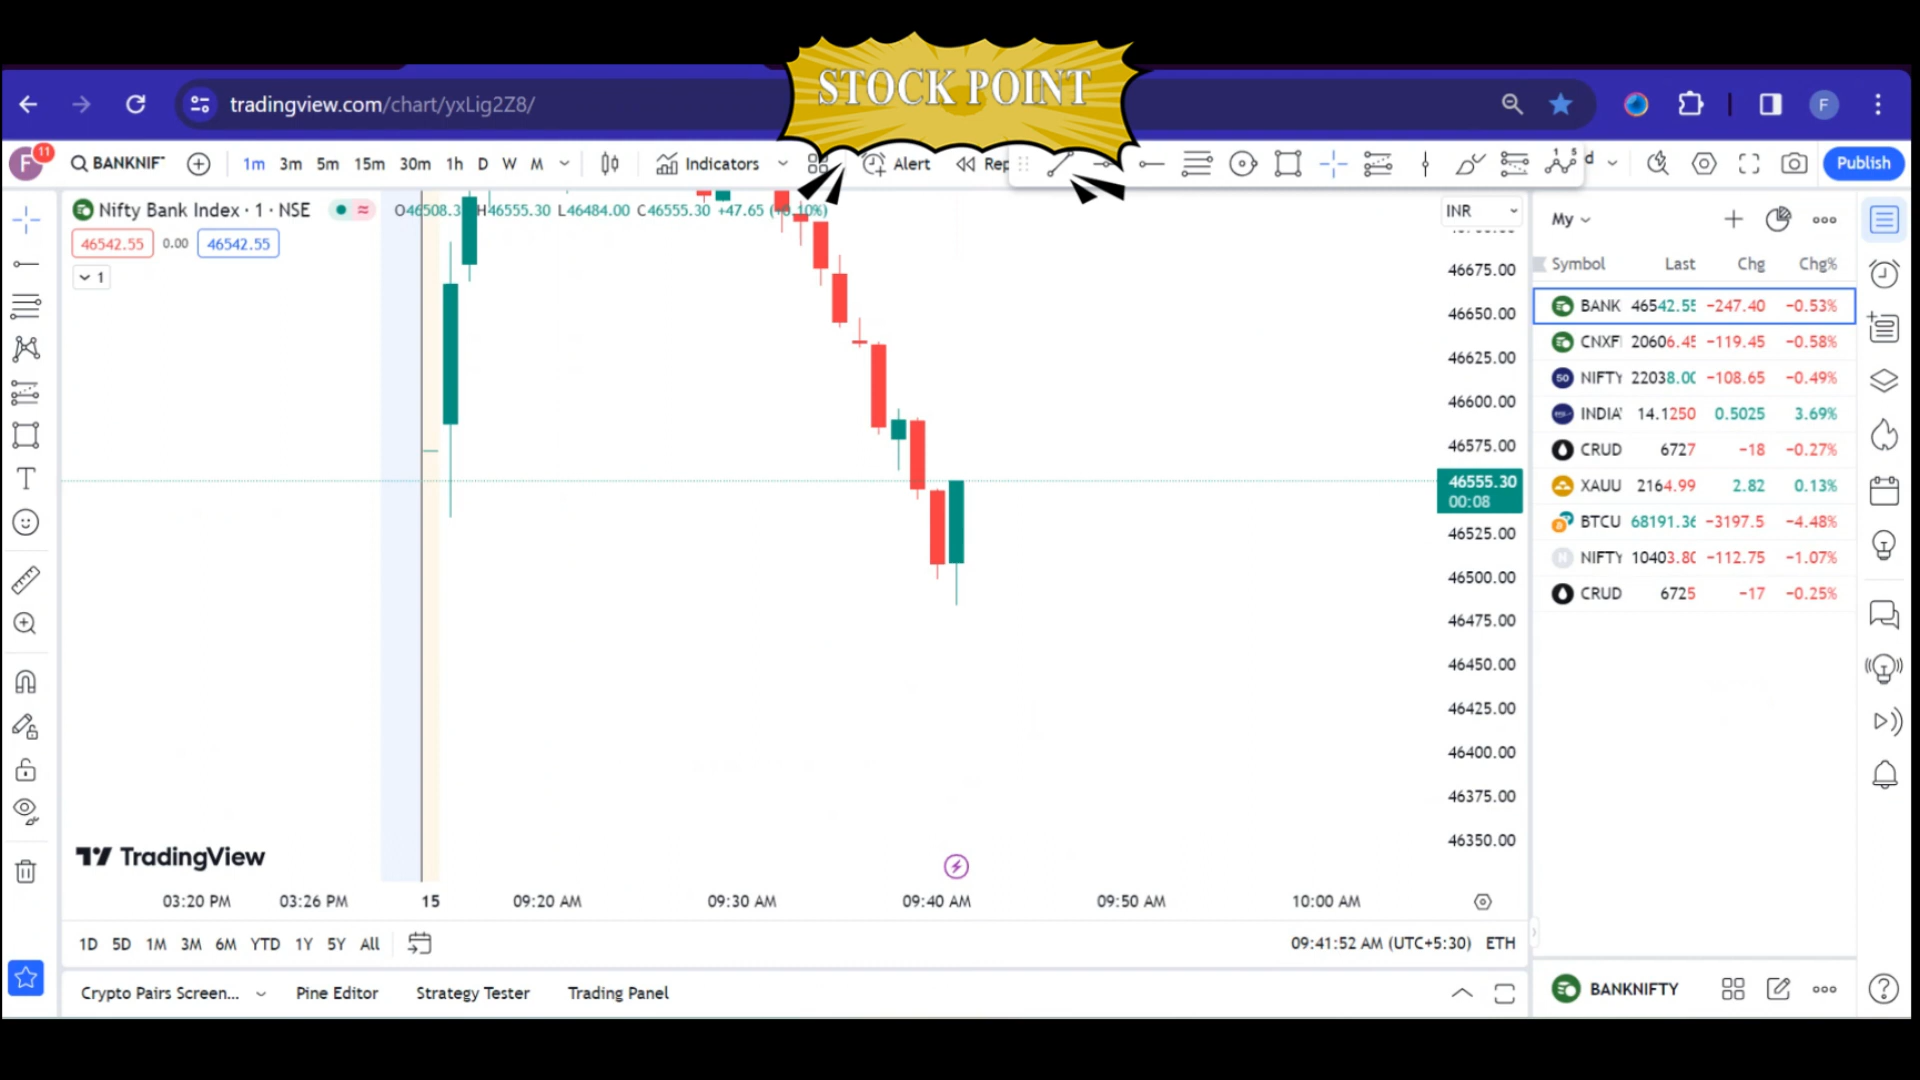 STOCK POINT
tradingview.com/chart/yxLig2Z8/
F
F 11 BANKNIF 1m 3m 5m 15m 30m 1h D W M Indicators Alert Rep 1 5 d Publish
Nifty Bank Index · 1 · NSE O46508.3 H46555.30 L46484.00 C46555.30 +47.65 INR
46542.55 0.00 46542.55
1
46675.00
46650.00
46625.00
46600.00
46575.00
46555.30
00:08
46525.00
46500.00
46475.00
46450.00
46425.00
46400.00
46375.00
46350.00
TradingView
03:20 PM 03:26 PM 15 09:20 AM 09:30 AM 09:40 AM 09:50 AM 10:00 AM
1D 5D 1M 3M 6M YTD 1Y 5Y All 09:41:52 AM (UTC+5:30) ETH
Crypto Pairs Screen... Pine Editor Strategy Tester Trading Panel
My
Symbol Last Chg Chg%
BANK 46542.55 −247.40 −0.53%
CNXF 20606.45 −119.45 −0.58%
50 NIFTY 22038.00 −108.65 −0.49%
INDIA 14.1250 0.5025 3.69%
CRUD 6727 −18 −0.27%
XAUU 2164.99 2.82 0.13%
BTCU 68191.36 −3197.5 −4.48%
NIFTY 10403.80 −112.75 −1.07%
CRUD 6725 −17 −0.25%
BANKNIFTY